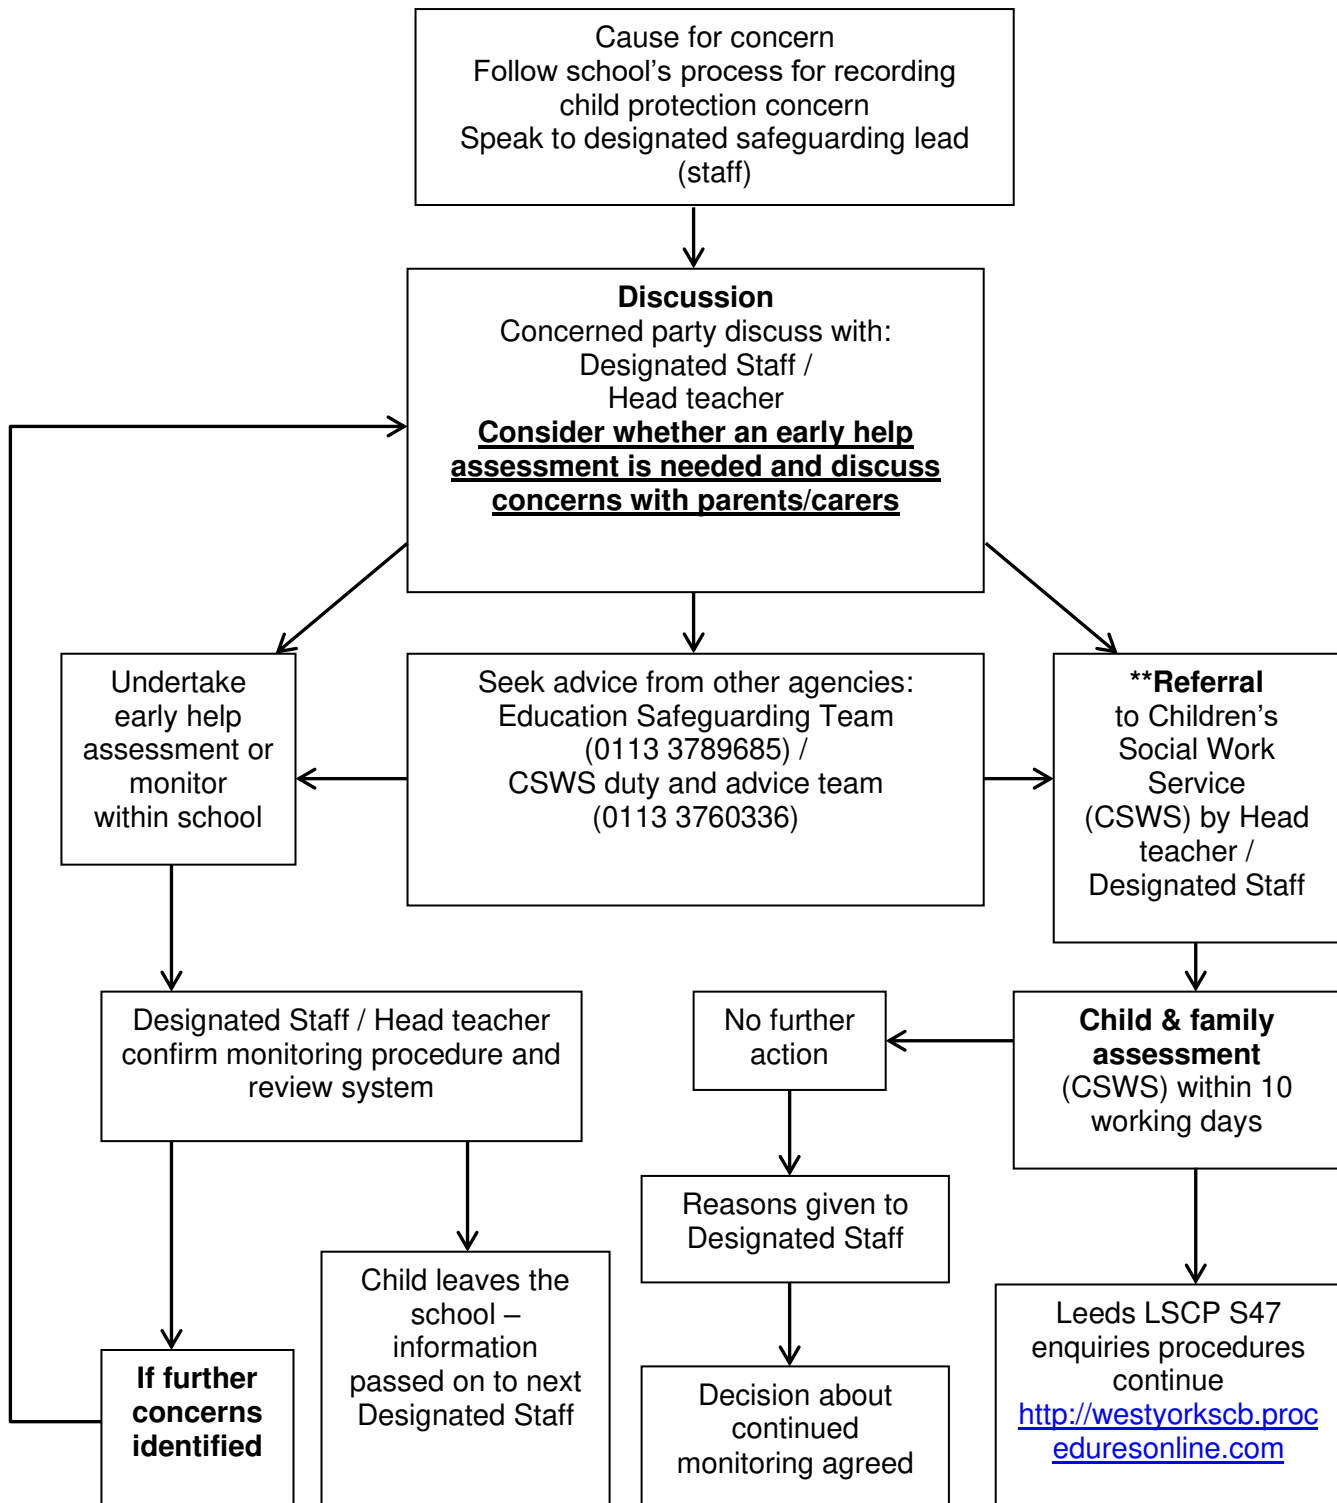 Cause for concern
Follow school’s process for recording
child protection concern
Speak to designated safeguarding lead
(staff)
Discussion
Concerned party discuss with:
Designated Staff /
Head teacher
Consider whether an early help
assessment is needed and discuss
concerns with parents/carers
Undertake
early help
assessment or
monitor
within school
Seek advice from other agencies:
Education Safeguarding Team
(0113 3789685) /
CSWS duty and advice team
(0113 3760336)
**Referral
to Children’s
Social Work
Service
(CSWS) by Head
teacher /
Designated Staff
Designated Staff / Head teacher
confirm monitoring procedure and
review system
No further
action
Child & family
assessment
(CSWS) within 10
working days
Reasons given to
Designated Staff
If further
concerns
identified
Child leaves the
school –
information
passed on to next
Designated Staff
Decision about
continued
monitoring agreed
Leeds LSCP S47
enquiries procedures
continue
http://westyorkscb.proc
eduresonline.com